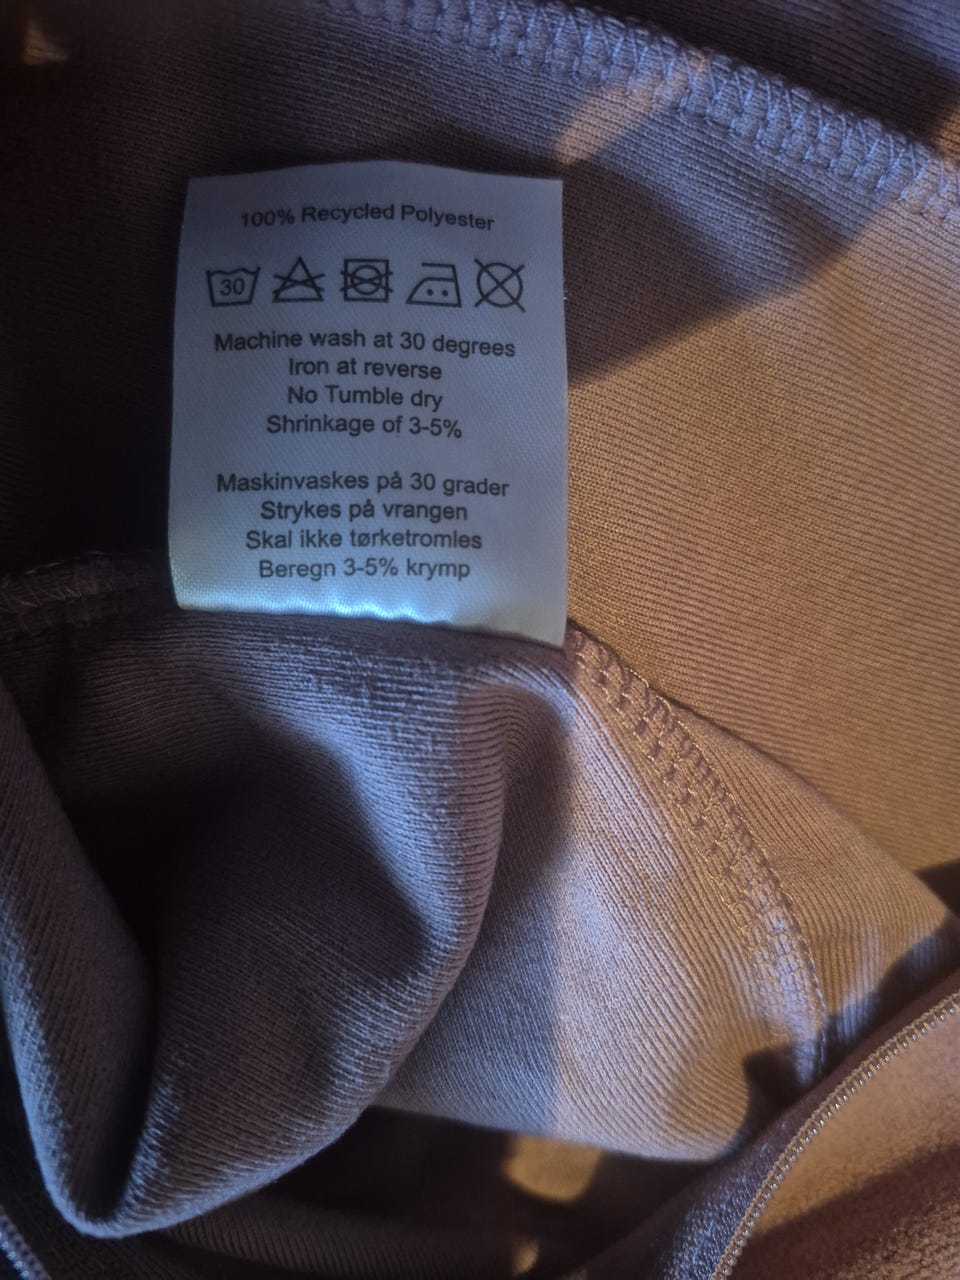 100% Recycled Polyester
30
Machine wash at 30 degrees
Iron at reverse
No Tumble dry
Shrinkage of 3-5%
Maskinvaskes på 30 grader
Strykes på vrangen
Skal ikke tørketromles
Beregn 3-5% krymp